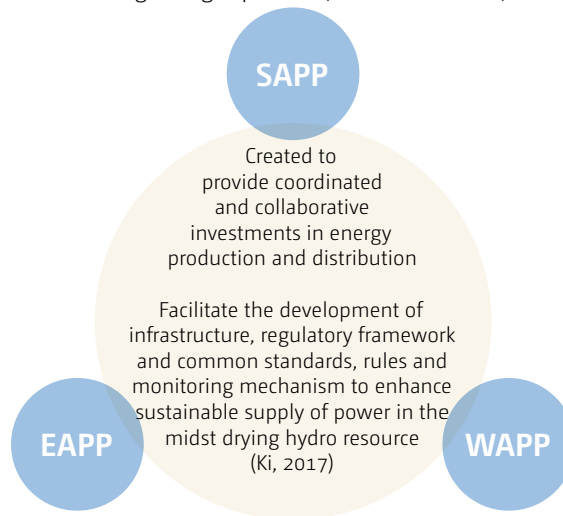 SAPP
Created to
provide coordinated
and collaborative
investments in energy
production and distribution
Facilitate the development of
infrastructure, regulatory framework
and common standards, rules and
monitoring mechanism to enhance
sustainable supply of power in the
midst drying hydro resource
(Ki, 2017)
EAPP
WAPP